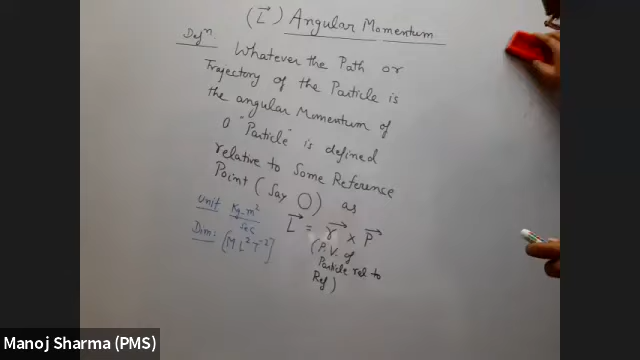 (L⃗) Angular Momentum
Defⁿ. Whatever the Path or
Trajectory of the Particle is
the angular Momentum of
a "Particle" is defined
relative to Some Reference
Point (Say O) as
L⃗ = r⃗ × P⃗
(P.V. of
Particle rel to
Ref)
Unit Kg-m²
Sec
Dim: [M L² T⁻²]
Manoj Sharma (PMS)